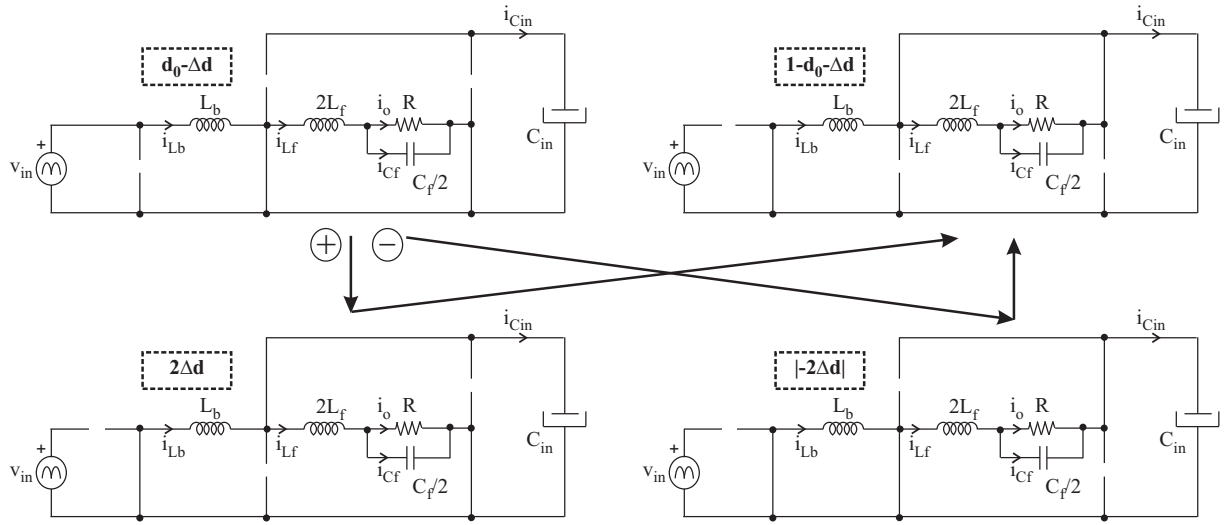 i_Cin
d_0-Δd
L_b
2L_f
i_o
R
i_Lb
i_Lf
i_Cf
C_f/2
C_in
v_in
+
i_Cin
1-d_0-Δd
L_b
2L_f
i_o
R
i_Lb
i_Lf
i_Cf
C_f/2
C_in
v_in
+
+ −
i_Cin
2Δd
L_b
2L_f
i_o
R
i_Lb
i_Lf
i_Cf
C_f/2
C_in
v_in
+
i_Cin
|-2Δd|
L_b
2L_f
i_o
R
i_Lb
i_Lf
i_Cf
C_f/2
C_in
v_in
+